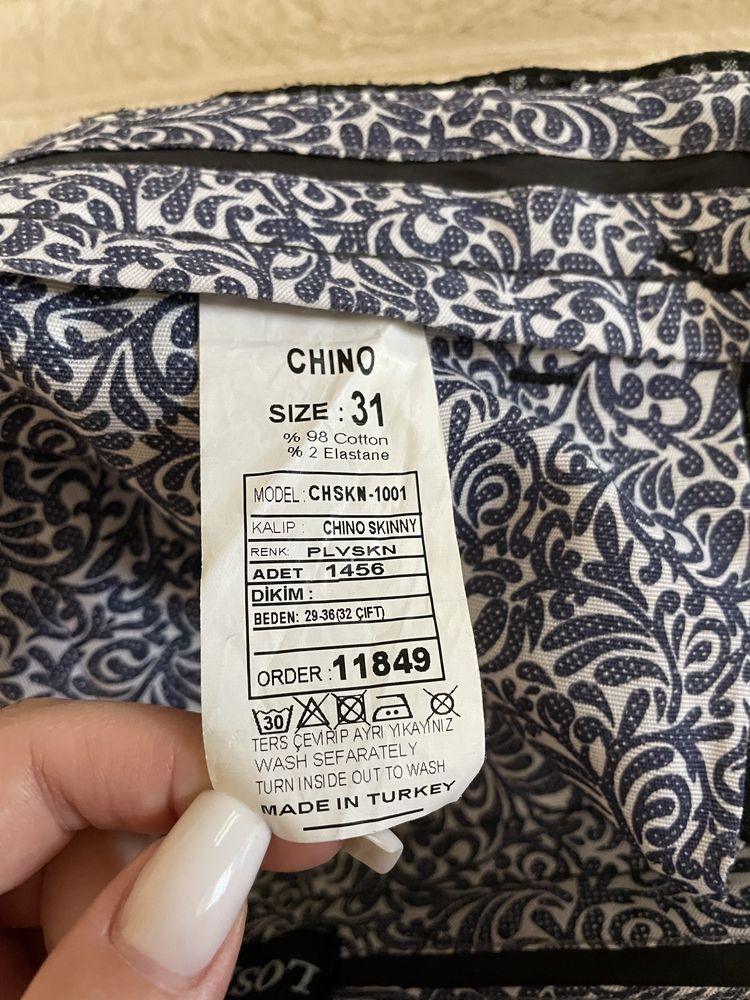 CHINO
SIZE : 31
% 98 Cotton
% 2 Elastane
MODEL : CHSKN-1001
KALIP : CHINO SKINNY
RENK: PLVSKN
ADET 1456
DİKİM :
BEDEN: 29-36(32 ÇIFT)
ORDER : 11849
30
TERS ÇEVRİP AYRI YIKAYINIZ
WASH SEFARATELY
TURN INSIDE OUT TO WASH
MADE IN TURKEY